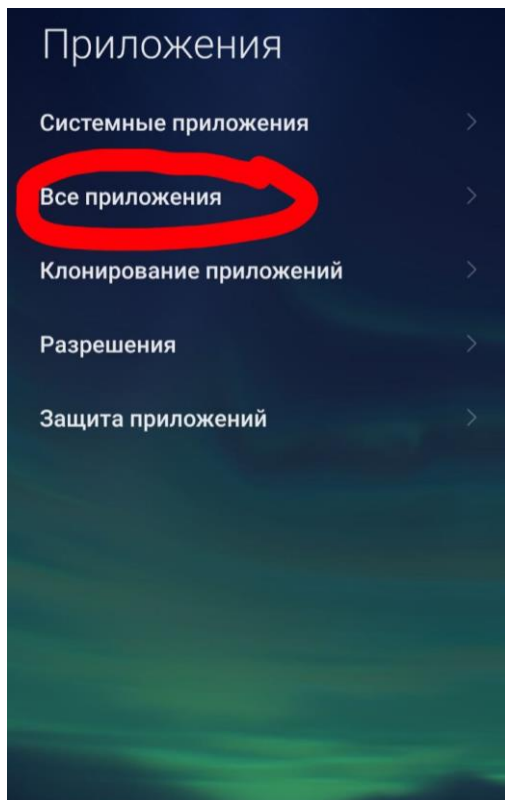 Приложения
Системные приложения
Все приложения
Клонирование приложений
Разрешения
Защита приложений